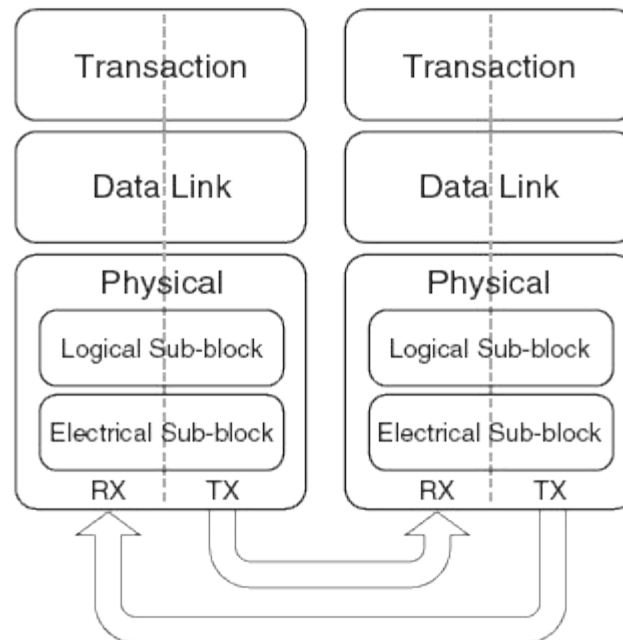 Transaction
Transaction
Data Link
Data Link
Physical
Physical
Logical Sub-block
Logical Sub-block
Electrical Sub-block
Electrical Sub-block
RX TX
RX TX